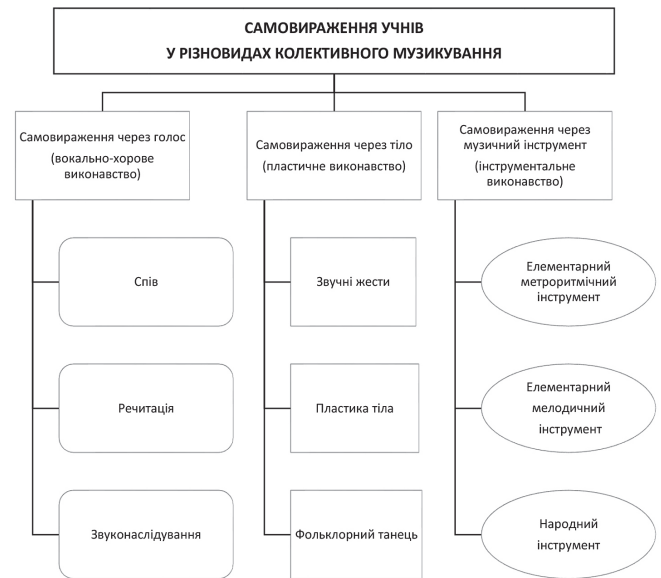 САМОВИРАЖЕННЯ УЧНІВ
У РІЗНОВИДАХ КОЛЕКТИВНОГО МУЗИКУВАННЯ
Самовираження через голос
(вокально-хорове
виконавство)
Спів
Речитація
Звуконаслідування
Самовираження через тіло
(пластичне виконавство)
Звучні жести
Пластика тіла
Фольклорний танець
Самовираження через
музичний інструмент
(інструментальне
виконавство)
Елементарний
метроритмічний
інструмент
Елементарний
мелодичний
інструмент
Народний
інструмент